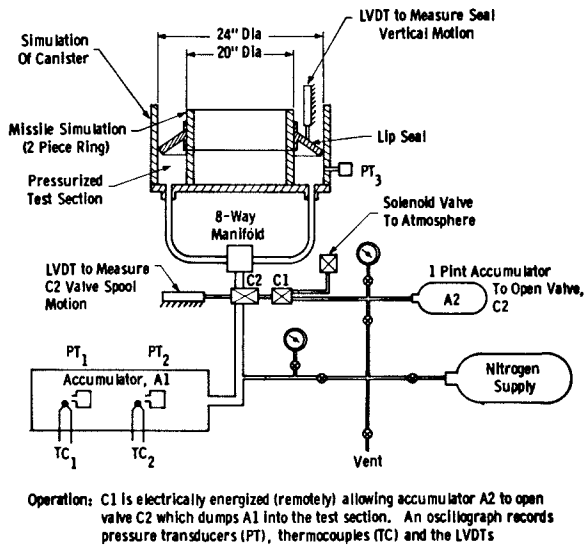 Simulation
Of Canister
24" Dia
20" Dia
LVDT to Measure Seal
Vertical Motion
Missile Simulation
(2 Piece Ring)
Lip Seal
Pressurized
Test Section
PT3
8-Way
Manifold
Solenoid Valve
To Atmosphere
LVDT to Measure
C2 Valve Spool
Motion
C2
C1
1 Pint Accumulator
To Open Valve,
C2
A2
PT1
PT2
Accumulator, A1
Nitrogen
Supply
TC1
TC2
Vent
Operation: C1 is electrically energized (remotely) allowing accumulator A2 to open
valve C2 which dumps A1 into the test section. An oscillograph records
pressure transducers (PT), thermocouples (TC) and the LVDTs